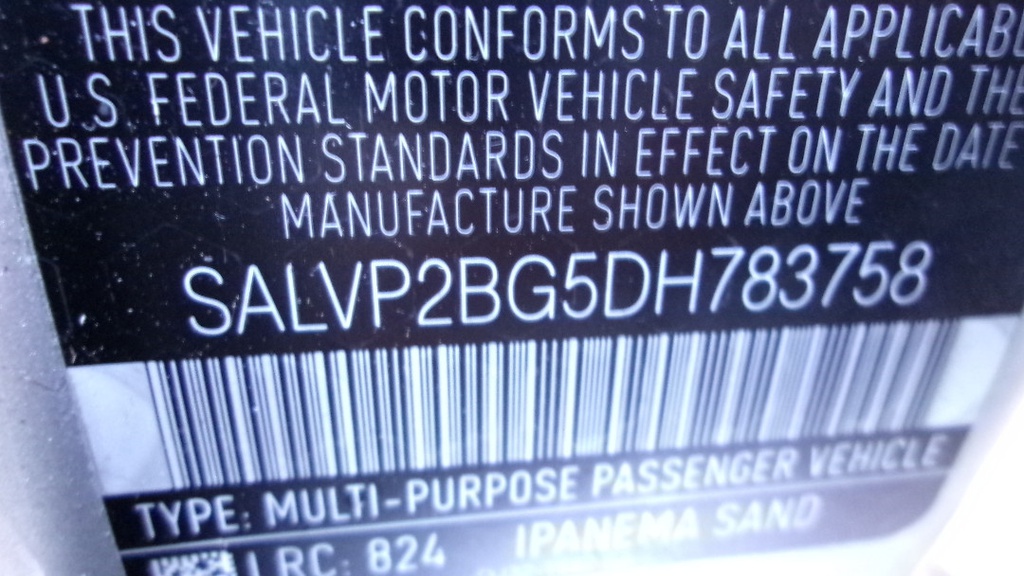 THIS VEHICLE CONFORMS TO ALL APPLICABL
U.S. FEDERAL MOTOR VEHICLE SAFETY AND THE
PREVENTION STANDARDS IN EFFECT ON THE DATE
MANUFACTURE SHOWN ABOVE
SALVP2BG5DH783758
TYPE: MULTI-PURPOSE PASSENGER VEHICLE
LRC: 824 IPANEMA SAND